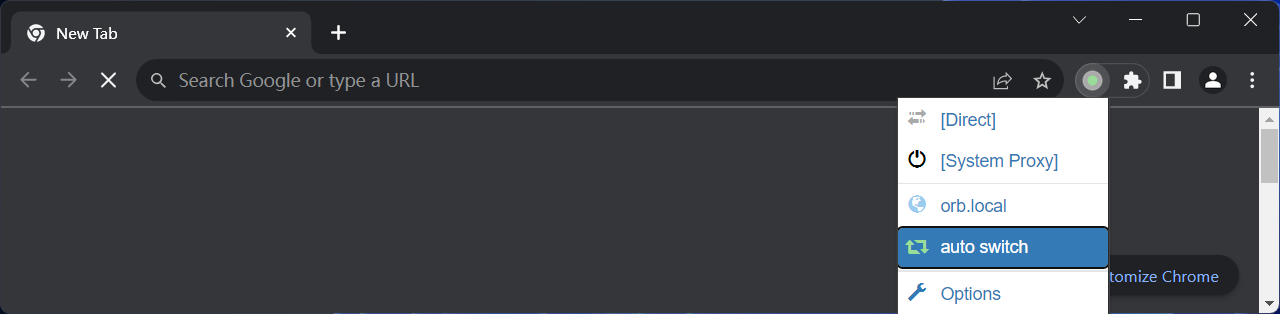 New Tab
Search Google or type a URL
[Direct]
[System Proxy]
orb.local
auto switch
tomize Chrome
Options